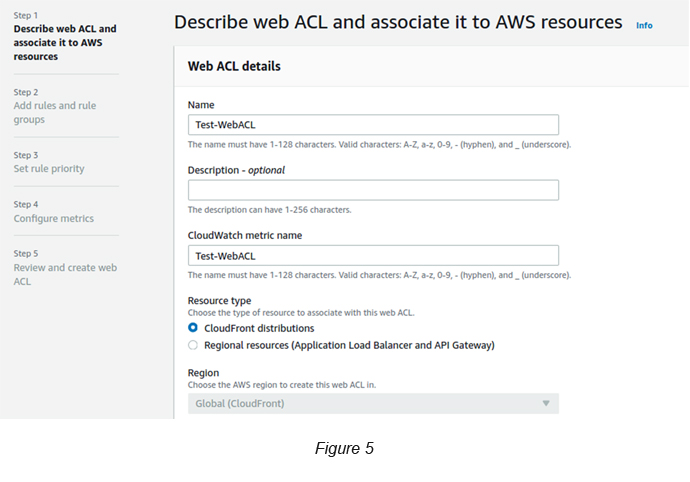 Step 1
Describe web ACL and
associate it to AWS
resources
Step 2
Add rules and rule
groups
Step 3
Set rule priority
Step 4
Configure metrics
Step 5
Review and create web
ACL
Describe web ACL and associate it to AWS resources Info
Web ACL details
Name
Test-WebACL
The name must have 1-128 characters. Valid characters: A-Z, a-z, 0-9, - (hyphen), and _ (underscore).
Description - optional
The description can have 1-256 characters.
CloudWatch metric name
Test-WebACL
The name must have 1-128 characters. Valid characters: A-Z, a-z, 0-9, - (hyphen), and _ (underscore).
Resource type
Choose the type of resource to associate with this web ACL.
CloudFront distributions
Regional resources (Application Load Balancer and API Gateway)
Region
Choose the AWS region to create this web ACL in.
Global (CloudFront)
Figure 5